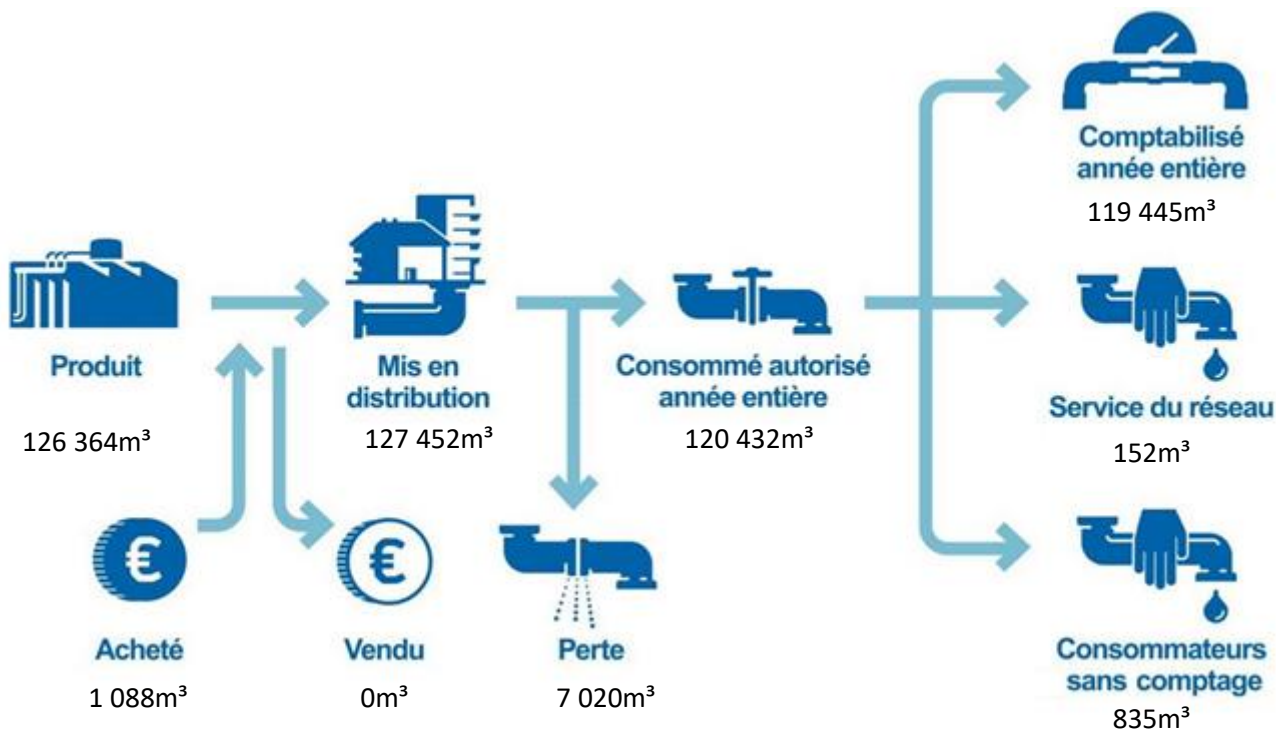 Comptabilisé
année entière
119 445m³
Produit
126 364m³
Mis en
distribution
127 452m³
Consommé autorisé
année entière
120 432m³
Service du réseau
152m³
€
Acheté
1 088m³
€
Vendu
0m³
Perte
7 020m³
Consommateurs
sans comptage
835m³